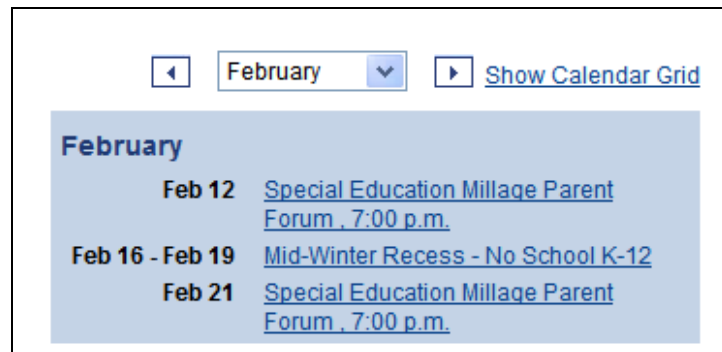 February Show Calendar Grid
February
Feb 12 Special Education Millage Parent
Forum , 7:00 p.m.
Feb 16 - Feb 19 Mid-Winter Recess - No School K-12
Feb 21 Special Education Millage Parent
Forum , 7:00 p.m.